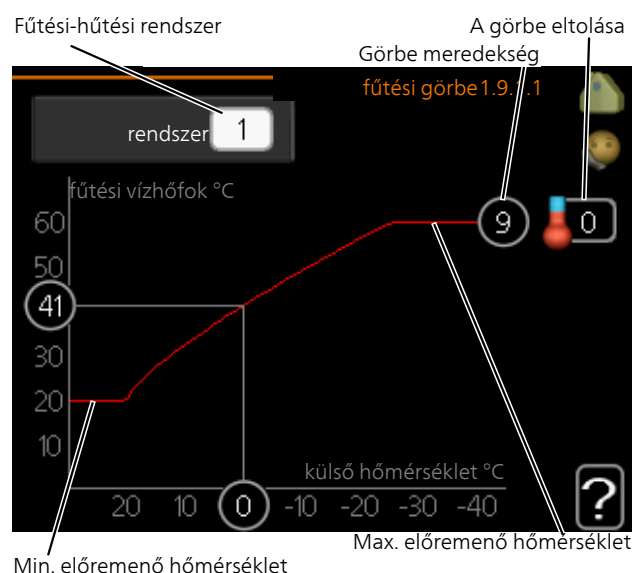 Fűtési-hűtési rendszer
A görbe eltolása
Görbe meredekség
fűtési görbe 1.9.1.1
rendszer 1
fűtési vízhőfok °C
60
9
0
50
41
30
20
10
külső hőmérséklet °C
20 10 0 -10 -20 -30 -40
?
Max. előremenő hőmérséklet
Min. előremenő hőmérséklet